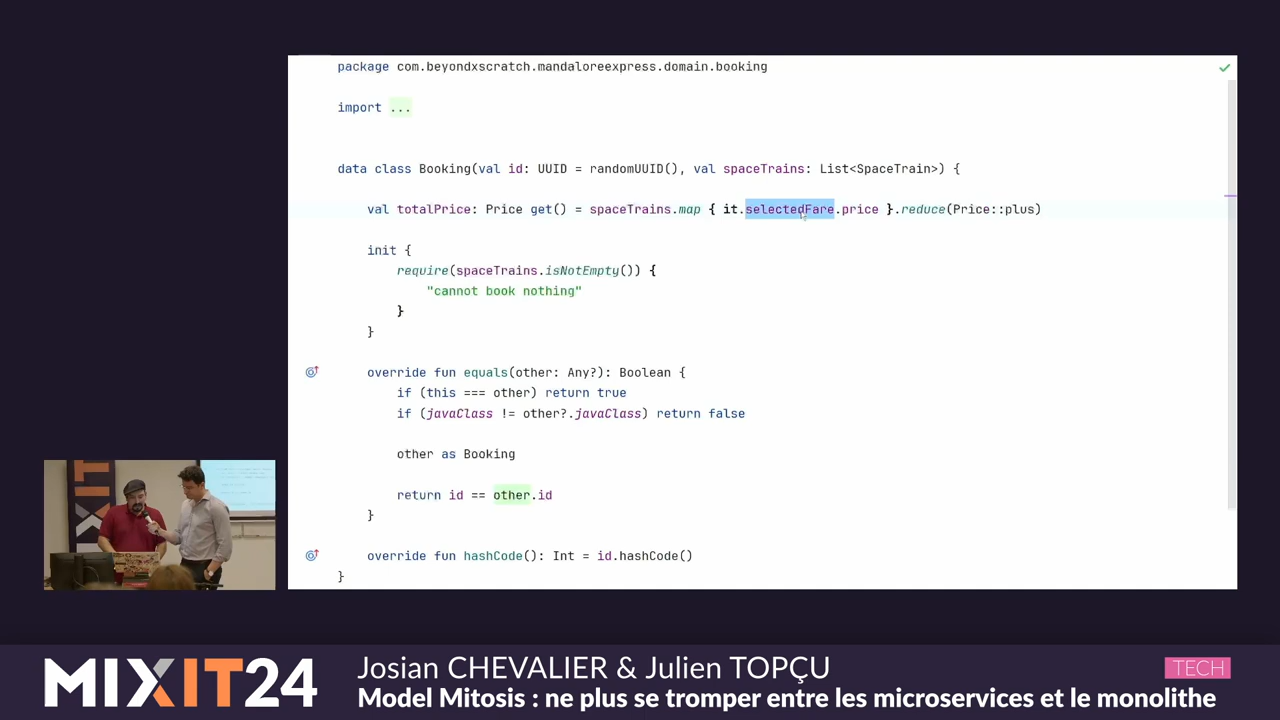 package com.beyondxscratch.mandaloreexpress.domain.booking
import ...
data class Booking(val id: UUID = randomUUID(), val spaceTrains: List<SpaceTrain>) {
val totalPrice: Price get() = spaceTrains.map { it.selectedFare.price }.reduce(Price::plus)
init {
require(spaceTrains.isNotEmpty()) {
"cannot book nothing"
}
}
override fun equals(other: Any?): Boolean {
if (this === other) return true
if (javaClass != other?.javaClass) return false
other as Booking
return id == other.id
}
override fun hashCode(): Int = id.hashCode()
}
MIXIT
MIXIT24
Josian CHEVALIER & Julien TOPÇU
TECH
Model Mitosis : ne plus se tromper entre les microservices et le monolithe